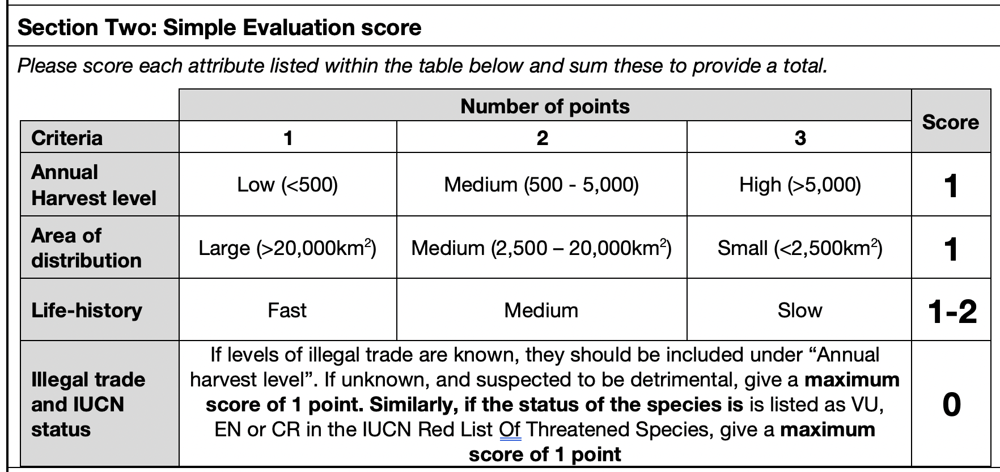 Section Two: Simple Evaluation score
Please score each attribute listed within the table below and sum these to provide a total.
Number of points
Score
Criteria
1
2
3
Annual
Harvest level
Low (<500)
Medium (500 - 5,000)
High (>5,000)
1
Area of
distribution
Large (>20,000km²)
Medium (2,500 – 20,000km²)
Small (<2,500km²)
1
Life-history
Fast
Medium
Slow
1-2
Illegal trade
and IUCN
status
If levels of illegal trade are known, they should be included under “Annual
harvest level”. If unknown, and suspected to be detrimental, give a maximum
score of 1 point. Similarly, if the status of the species is is listed as VU,
EN or CR in the IUCN Red List Of Threatened Species, give a maximum
score of 1 point
0